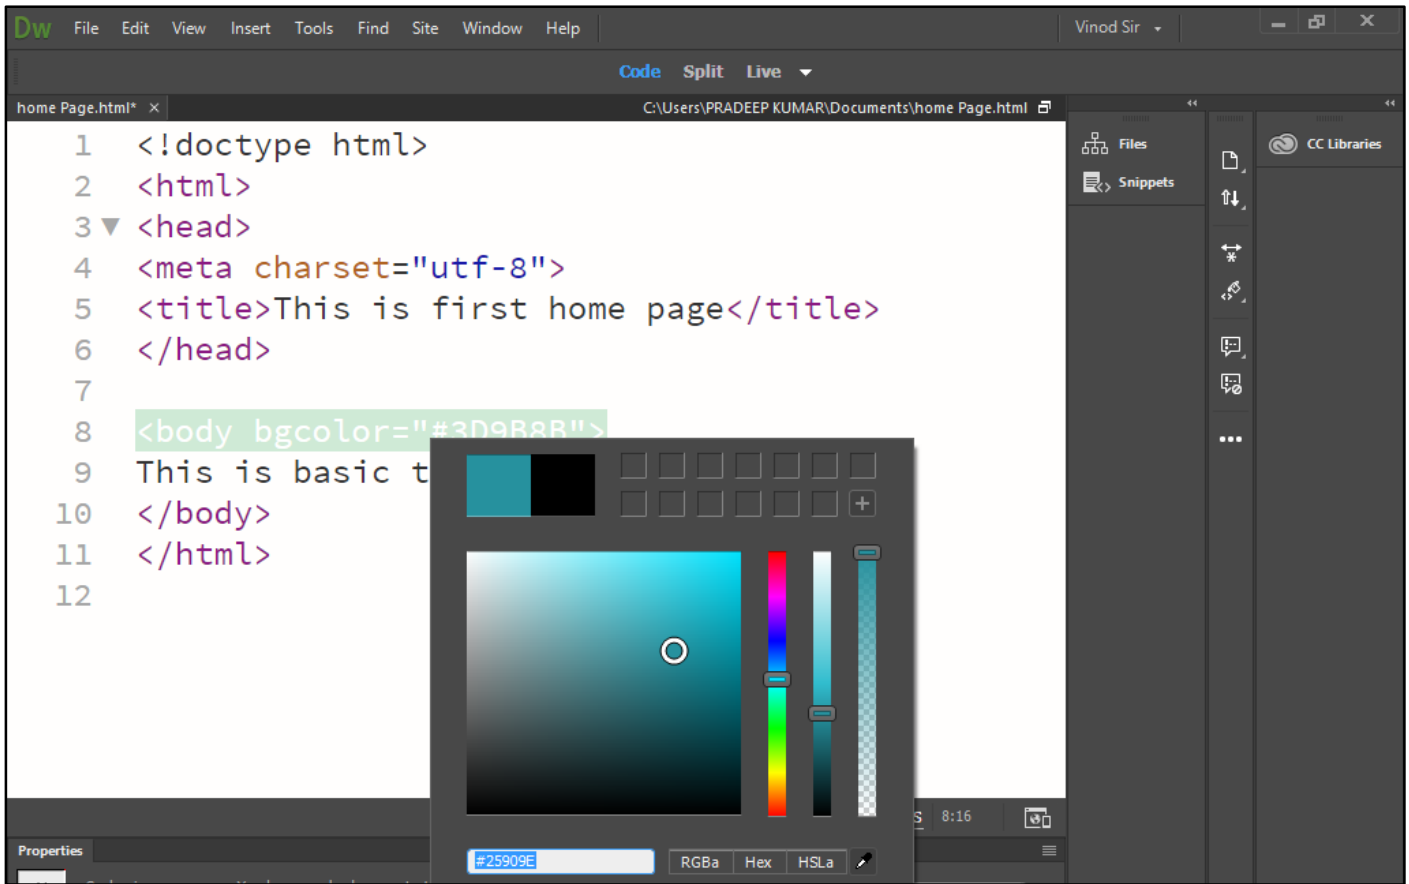 Dw File Edit View Insert Tools Find Site Window Help Vinod Sir
Code Split Live
home Page.html* × C:\Users\PRADEEP KUMAR\Documents\home Page.html
Files
Snippets
CC Libraries
1 <!doctype html>
2 <html>
3 <head>
4 <meta charset="utf-8">
5 <title>This is first home page</title>
6 </head>
7
8 <body bgcolor="#3D9B8B">
9 This is basic t
10 </body>
11 </html>
12
S 8:16
Properties
#25909E RGBa Hex HSLa